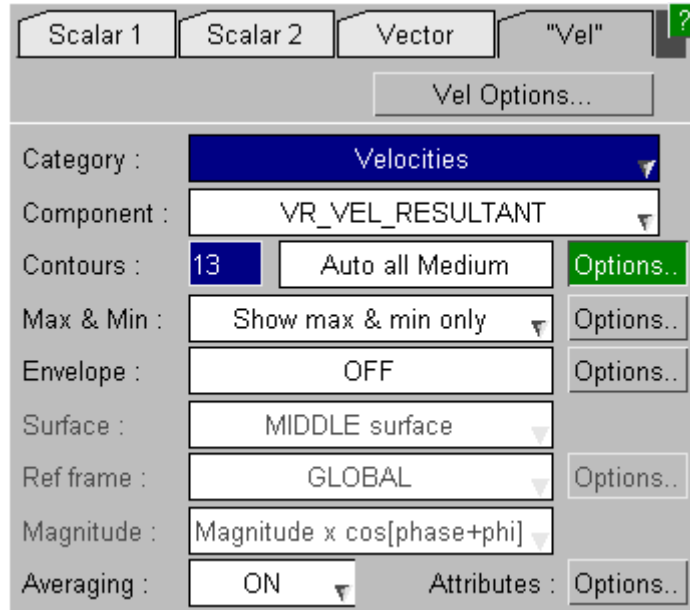 Scalar 1 Scalar 2 Vector "Vel" ?
Vel Options...
Category : Velocities
Component : VR_VEL_RESULTANT
Contours : 13 Auto all Medium Options..
Max & Min : Show max & min only Options..
Envelope : OFF Options..
Surface : MIDDLE surface
Ref frame : GLOBAL Options..
Magnitude : Magnitude x cos[phase+phi]
Averaging : ON Attributes : Options..